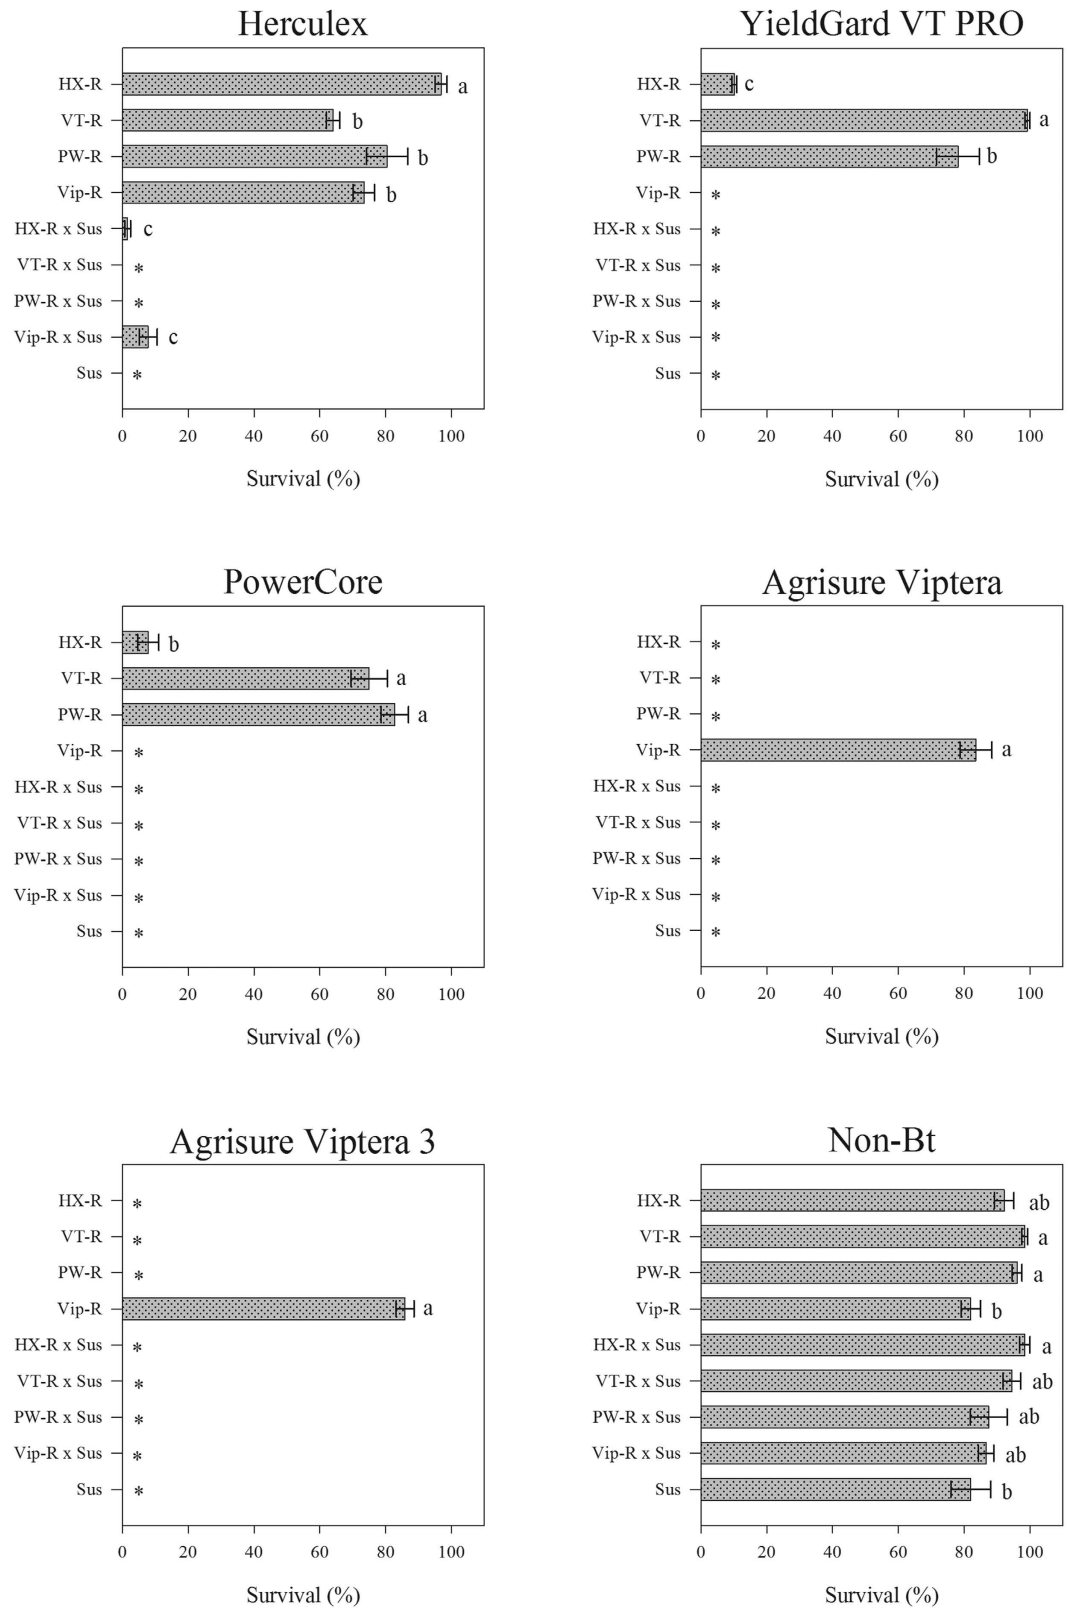 Herculex
HX-R
a
VT-R
b
PW-R
b
Vip-R
b
HX-R x Sus
c
VT-R x Sus
*
PW-R x Sus
*
Vip-R x Sus
c
Sus
*
0 20 40 60 80 100
Survival (%)
YieldGard VT PRO
HX-R
c
VT-R
a
PW-R
b
Vip-R
*
HX-R x Sus
*
VT-R x Sus
*
PW-R x Sus
*
Vip-R x Sus
*
Sus
*
0 20 40 60 80 100
Survival (%)
PowerCore
HX-R
b
VT-R
a
PW-R
a
Vip-R
*
HX-R x Sus
*
VT-R x Sus
*
PW-R x Sus
*
Vip-R x Sus
*
Sus
*
0 20 40 60 80 100
Survival (%)
Agrisure Viptera
HX-R
*
VT-R
*
PW-R
*
Vip-R
a
HX-R x Sus
*
VT-R x Sus
*
PW-R x Sus
*
Vip-R x Sus
*
Sus
*
0 20 40 60 80 100
Survival (%)
Agrisure Viptera 3
HX-R
*
VT-R
*
PW-R
*
Vip-R
a
HX-R x Sus
*
VT-R x Sus
*
PW-R x Sus
*
Vip-R x Sus
*
Sus
*
0 20 40 60 80 100
Survival (%)
Non-Bt
HX-R
ab
VT-R
a
PW-R
a
Vip-R
b
HX-R x Sus
a
VT-R x Sus
ab
PW-R x Sus
ab
Vip-R x Sus
ab
Sus
b
0 20 40 60 80 100
Survival (%)